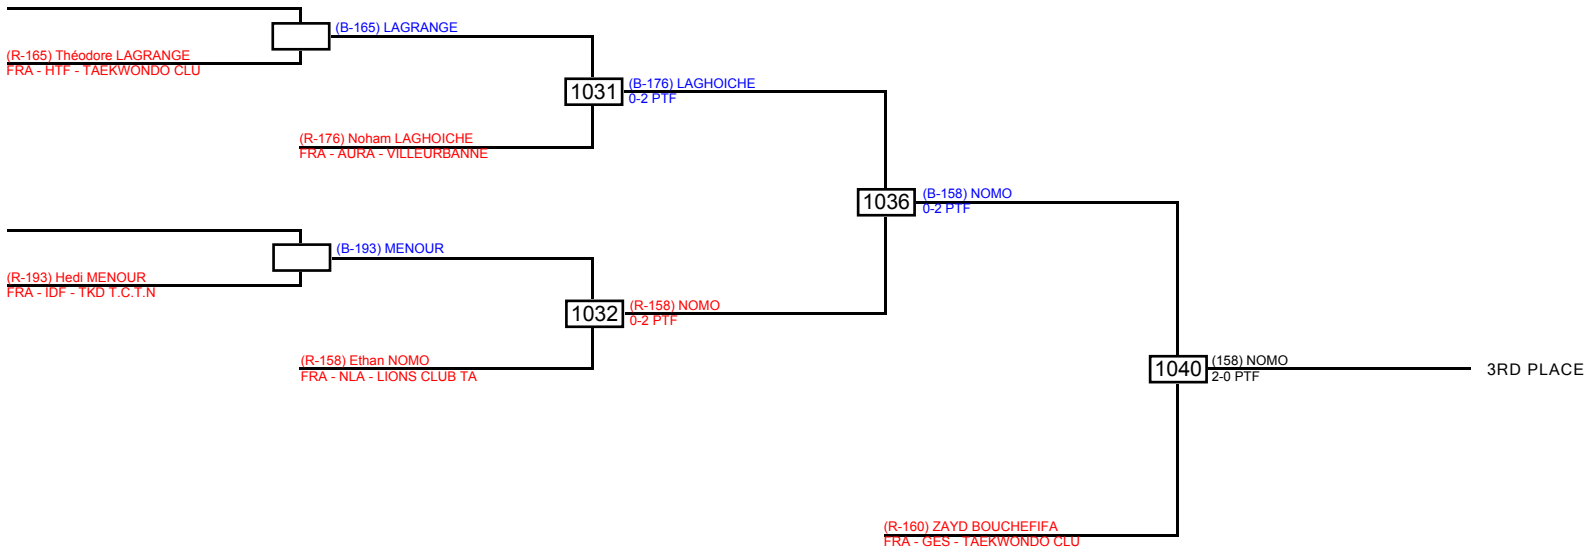 (B-165) LAGRANGE
(R-165) Théodore LAGRANGE
FRA - HTF - TAEKWONDO CLU
1031
(B-176) LAGHOICHE
0-2 PTF
(R-176) Noham LAGHOICHE
FRA - AURA - VILLEURBANNE
1036
(B-158) NOMO
0-2 PTF
(B-193) MENOUR
(R-193) Hedi MENOUR
FRA - IDF - TKD T.C.T.N
1032
(R-158) NOMO
0-2 PTF
(R-158) Ethan NOMO
FRA - NLA - LIONS CLUB TA
1040
(158) NOMO
2-0 PTF
3RD PLACE
(R-160) ZAYD BOUCHEFIFA
FRA - GES - TAEKWONDO CLU